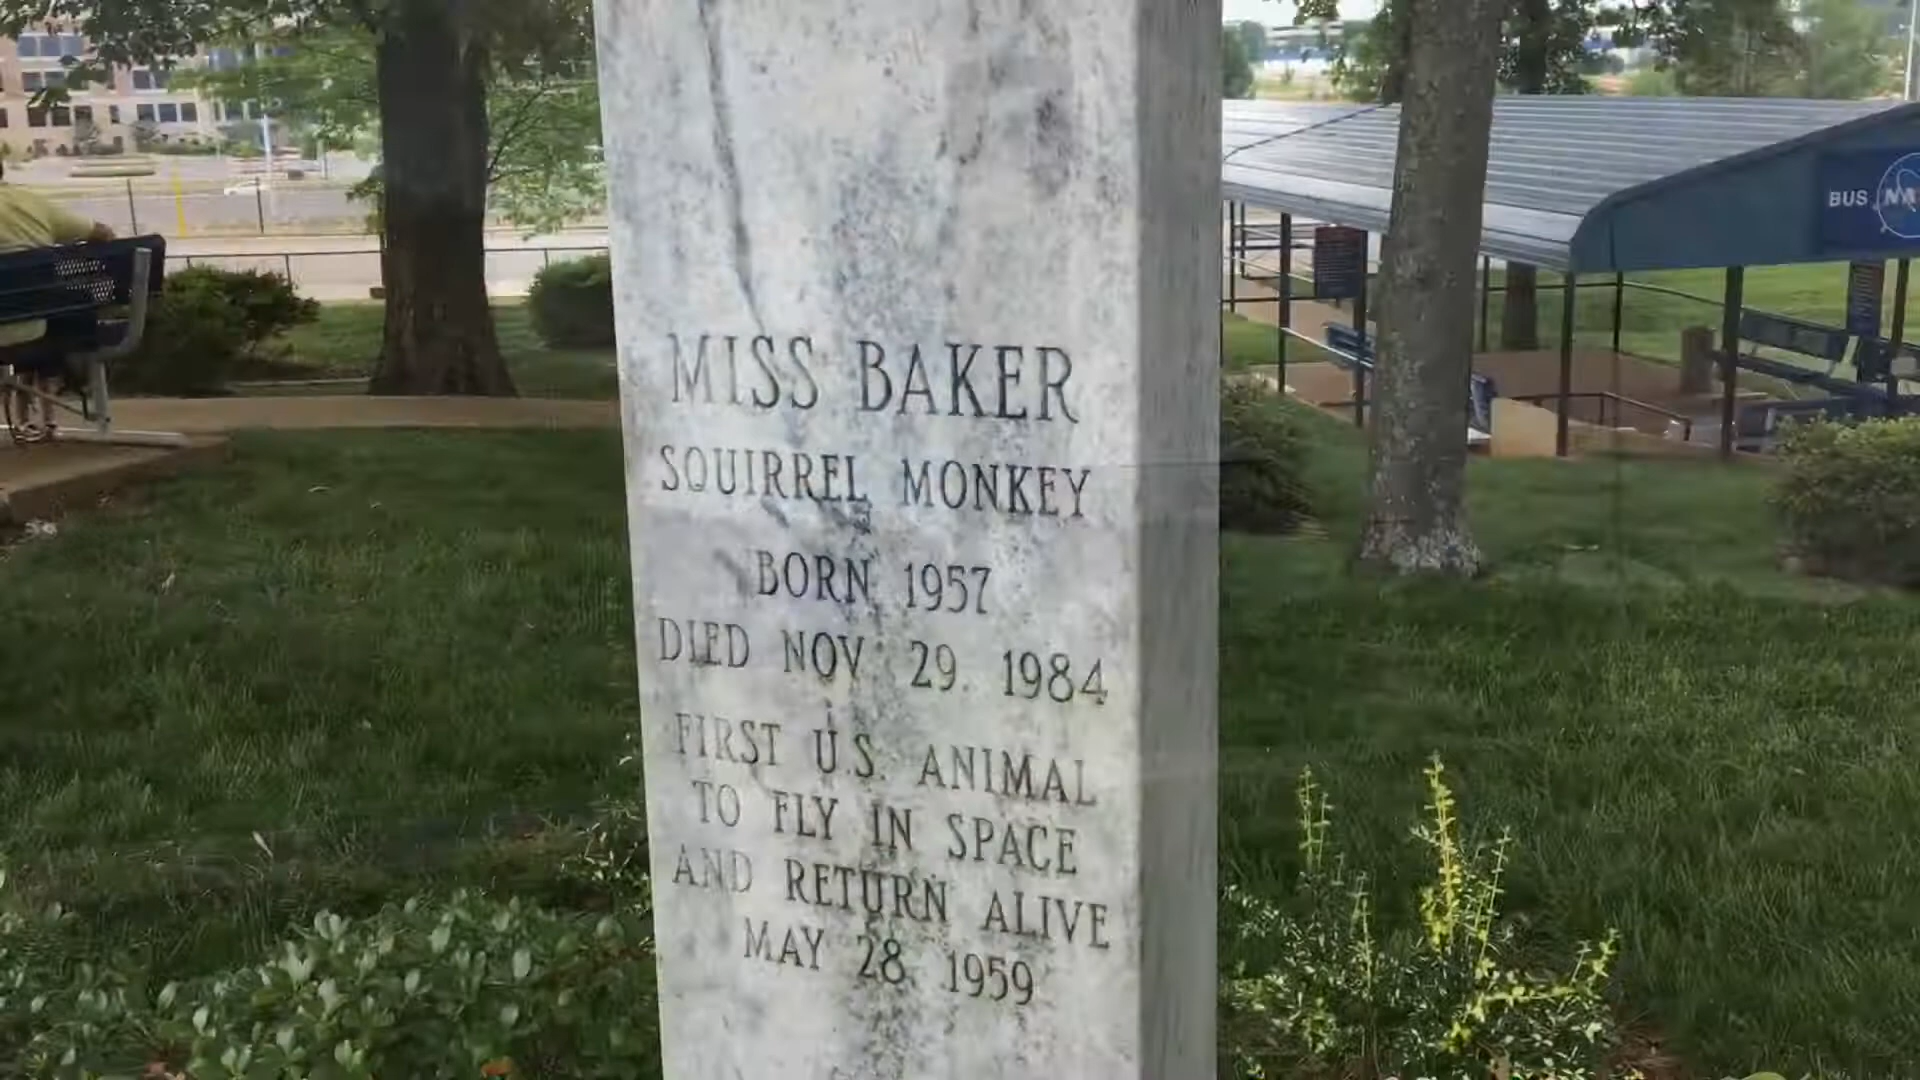 MISS BAKER
SQUIRREL MONKEY
BORN 1957
DIED NOV 29. 1984
FIRST U.S. ANIMAL
TO FLY IN SPACE
AND RETURN ALIVE
MAY 28 1959
BUS